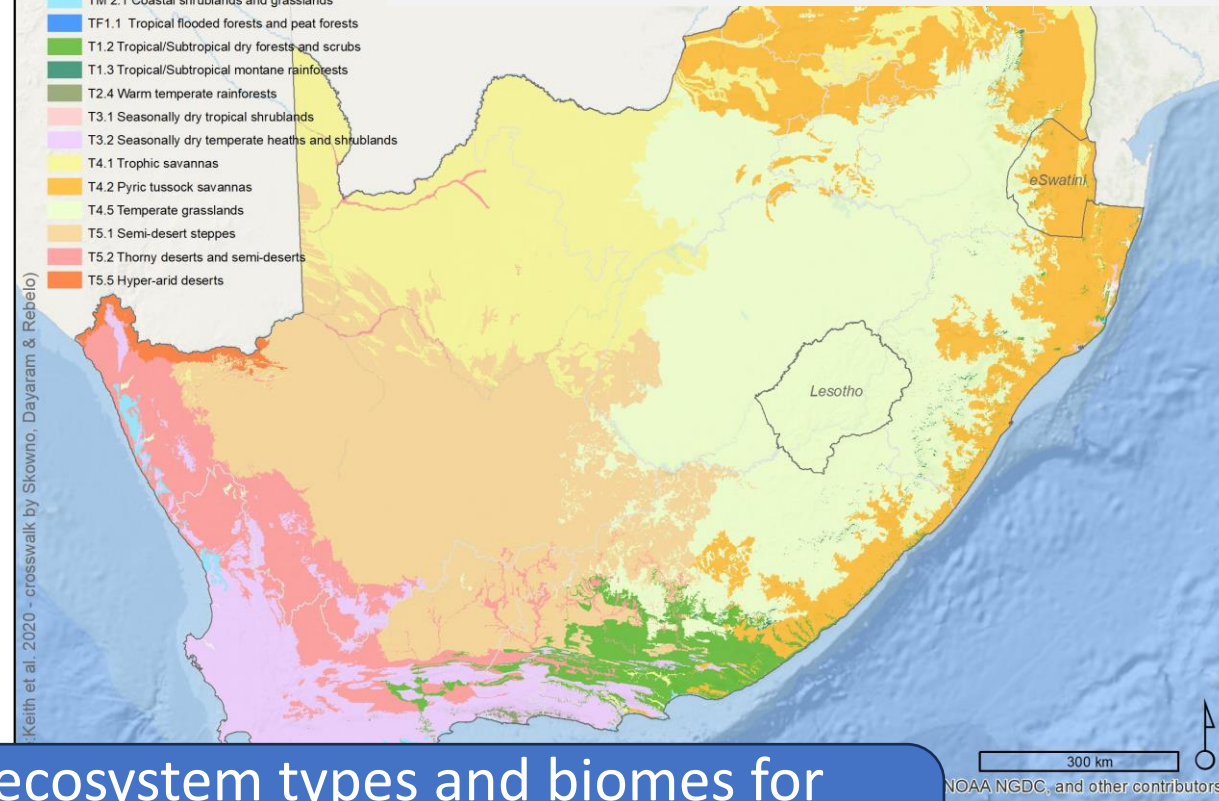 TM 2.1 Coastal shrublands and grasslands
TF1.1 Tropical flooded forests and peat forests
T1.2 Tropical/Subtropical dry forests and scrubs
T1.3 Tropical/Subtropical montane rainforests
T2.4 Warm temperate rainforests
T3.1 Seasonally dry tropical shrublands
T3.2 Seasonally dry temperate heaths and shrublands
T4.1 Trophic savannas
T4.2 Pyric tussock savannas
T4.5 Temperate grasslands
T5.1 Semi-desert steppes
T5.2 Thorny deserts and semi-deserts
T5.5 Hyper-arid deserts
eSwatini
Lesotho
Keith et al. 2020 - crosswalk by Skowno, Dayaram & Rebelo)
300 km
NOAA NGDC, and other contributors
ecosystem types and biomes for